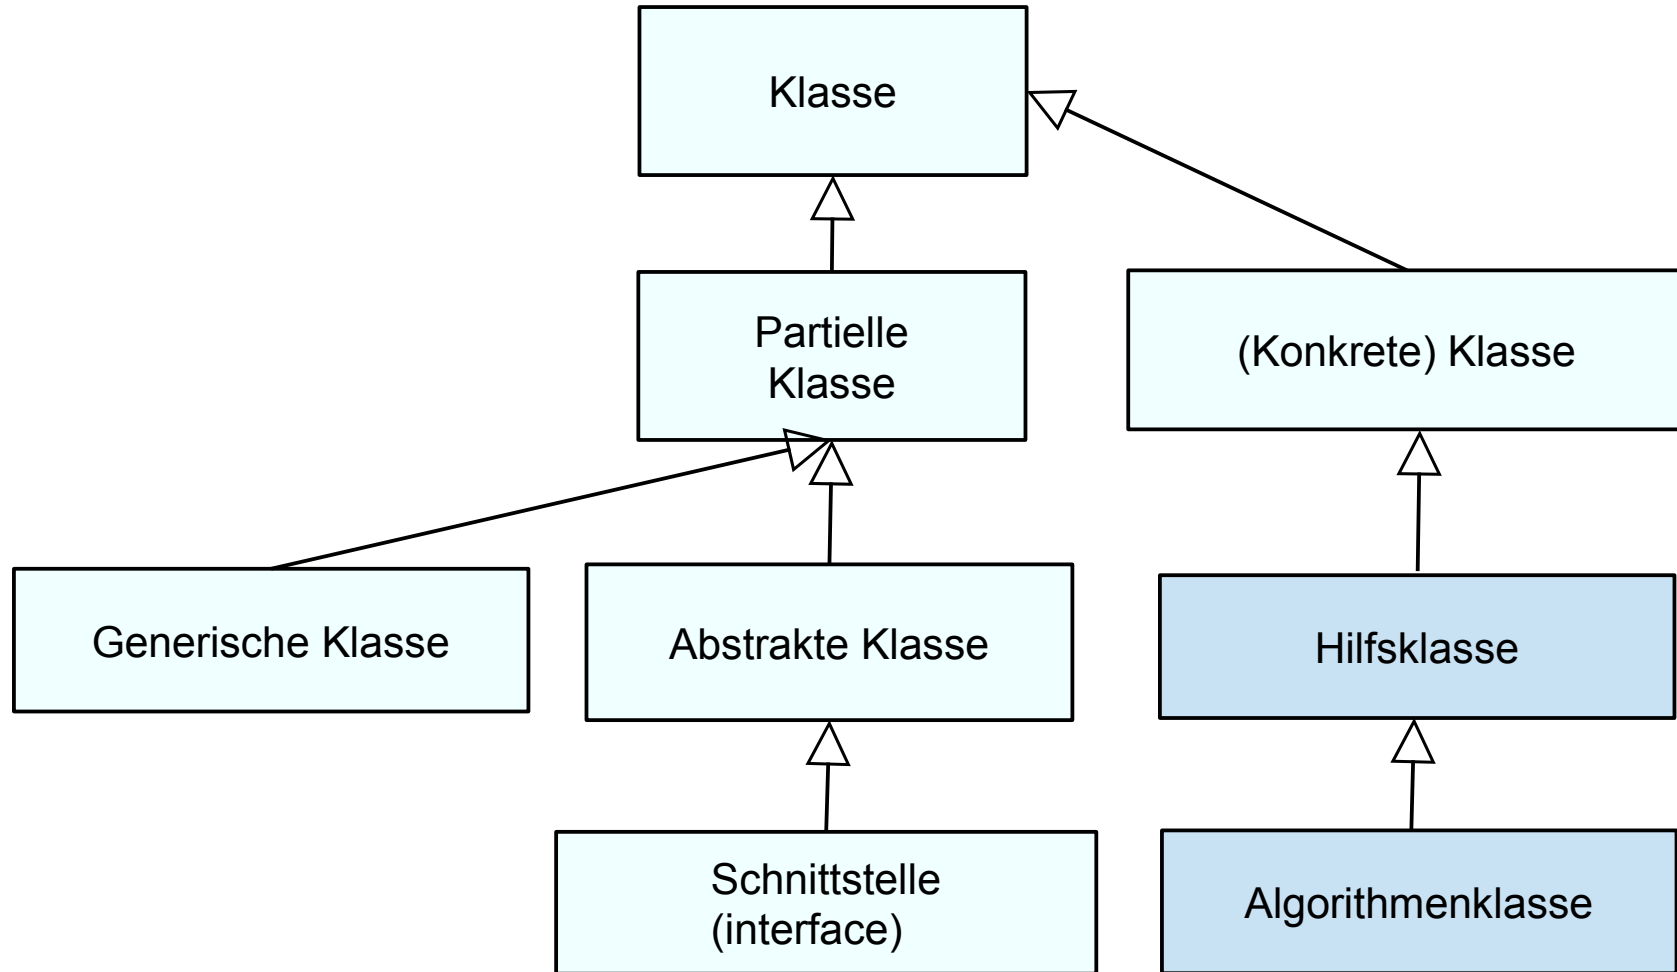 Klasse
Partielle
Klasse
(Konkrete) Klasse
Generische Klasse
Abstrakte Klasse
Hilfsklasse
Schnittstelle
(interface)
Algorithmenklasse